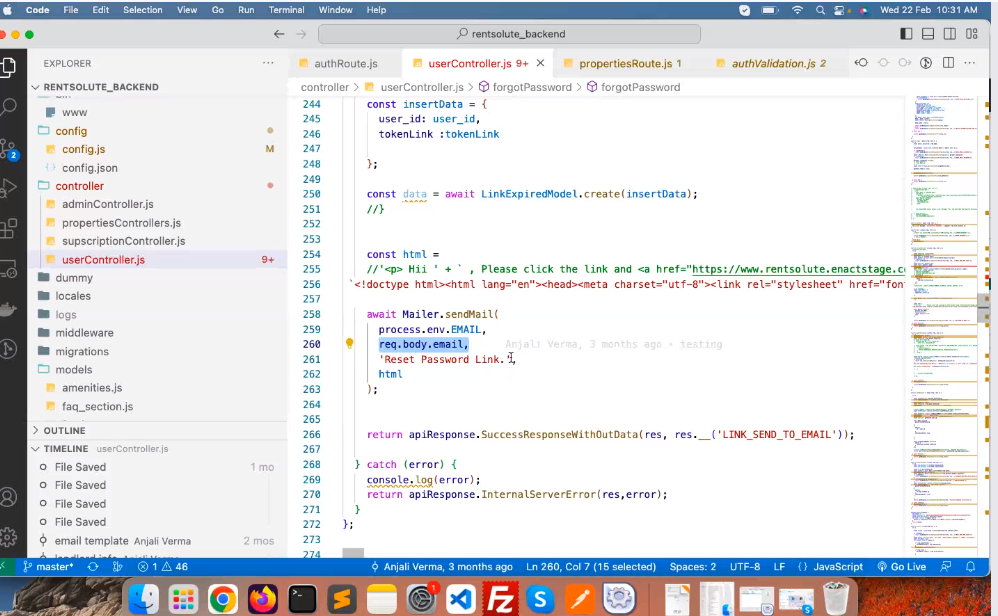 Code File Edit Selection View Go Run Terminal Window Help Wed 22 Feb 10:31 AM
rentsolute_backend
EXPLORER
authRoute.js
userController.js 9+
propertiesRoute.js 1
authValidation.js 2
controller > userController.js > forgotPassword > forgotPassword
RENTSOLUTE_BACKEND
www
config
config.js M
config.json
controller
adminController.js
propertiesControllers.js
supscriptionController.js
userController.js 9+
dummy
locales
logs
middleware
migrations
models
amenities.js
faq_section.js
OUTLINE
TIMELINE userController.js
File Saved 1 mo
File Saved
File Saved
File Saved
email template Anjali Verma 2 mos
2
244 const insertData = {
245 user_id: user_id,
246 tokenLink :tokenLink
247
248 };
249
250 const data = await LinkExpiredModel.create(insertData);
251 //}
252
253
254 const html =
255 //'<p> Hii ' + ` , Please click the link and <a href="https://www.rentsolute.enactstage.co
256 `<!doctype html><html lang="en"><head><meta charset="utf-8"><link rel="stylesheet" href="fon
257
258 await Mailer.sendMail(
259 process.env.EMAIL,
260 req.body.email, Anjali Verma, 3 months ago • testing
261 'Reset Password Link.',
262 html
263 );
264
265
266 return apiResponse.SuccessResponseWithOutData(res, res.__('LINK_SEND_TO_EMAIL'));
267
268 } catch (error) {
269 console.log(error);
270 return apiResponse.InternalServerError(res,error);
271 }
272 };
273
274
master* 1 46 Anjali Verma, 3 months ago Ln 260, Col 7 (15 selected) Spaces: 2 UTF-8 LF {} JavaScript Go Live
1